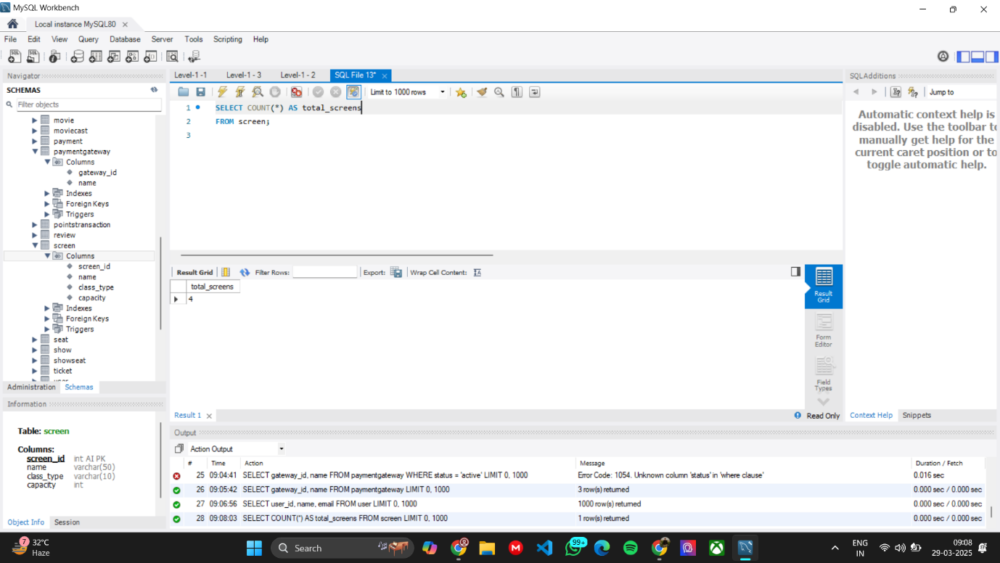 MySQL Workbench
Local instance MySQL80
File Edit View Query Database Server Tools Scripting Help
Navigator
SCHEMAS
Filter objects
movie
moviecast
payment
paymentgateway
Columns
gateway_id
name
Indexes
Foreign Keys
Triggers
pointstransaction
review
screen
Columns
screen_id
name
class_type
capacity
Indexes
Foreign Keys
Triggers
seat
show
showseat
ticket
user
Administration Schemas
Information
Table: screen
Columns:
screen_id int AI PK
name varchar(50)
class_type varchar(10)
capacity int
Object Info Session
Level-1 -1 Level-1 - 3 Level-1 - 2 SQL File 13*
Limit to 1000 rows
1 SELECT COUNT(*) AS total_screens
2 FROM screen;
3
Result Grid Filter Rows: Export: Wrap Cell Content:
total_screens
4
Result Grid
Form Editor
Field Types
Result 1 Read Only
SQLAdditions
Jump to
Automatic context help is
disabled. Use the toolbar to
manually get help for the
current caret position or to
toggle automatic help.
Context Help Snippets
Output
Action Output
# Time Action Message Duration / Fetch
25 09:04:41 SELECT gateway_id, name FROM paymentgateway WHERE status = 'active' LIMIT 0, 1000 Error Code: 1054. Unknown column 'status' in 'where clause' 0.016 sec
26 09:05:42 SELECT gateway_id, name FROM paymentgateway LIMIT 0, 1000 3 row(s) returned 0.000 sec / 0.000 sec
27 09:06:56 SELECT user_id, name, email FROM user LIMIT 0, 1000 1000 row(s) returned 0.000 sec / 0.000 sec
28 09:08:03 SELECT COUNT(*) AS total_screens FROM screen LIMIT 0, 1000 1 row(s) returned 0.000 sec / 0.000 sec
7 32°C
Haze
Search
99+
ENG
IN
09:08
29-03-2025